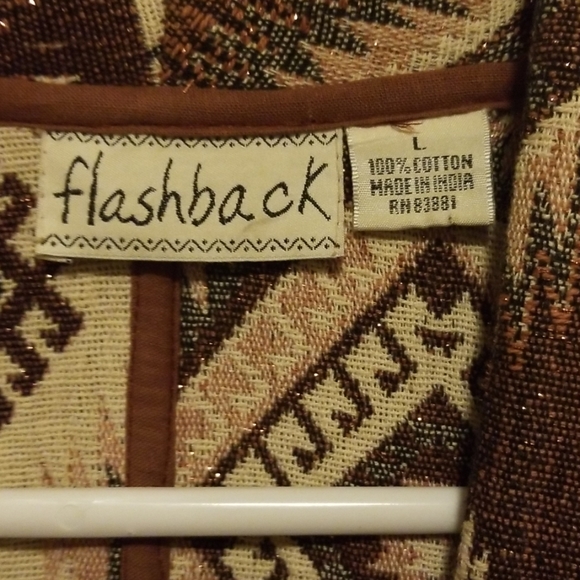 flashback
L
100% COTTON
MADE IN INDIA
RN 83881